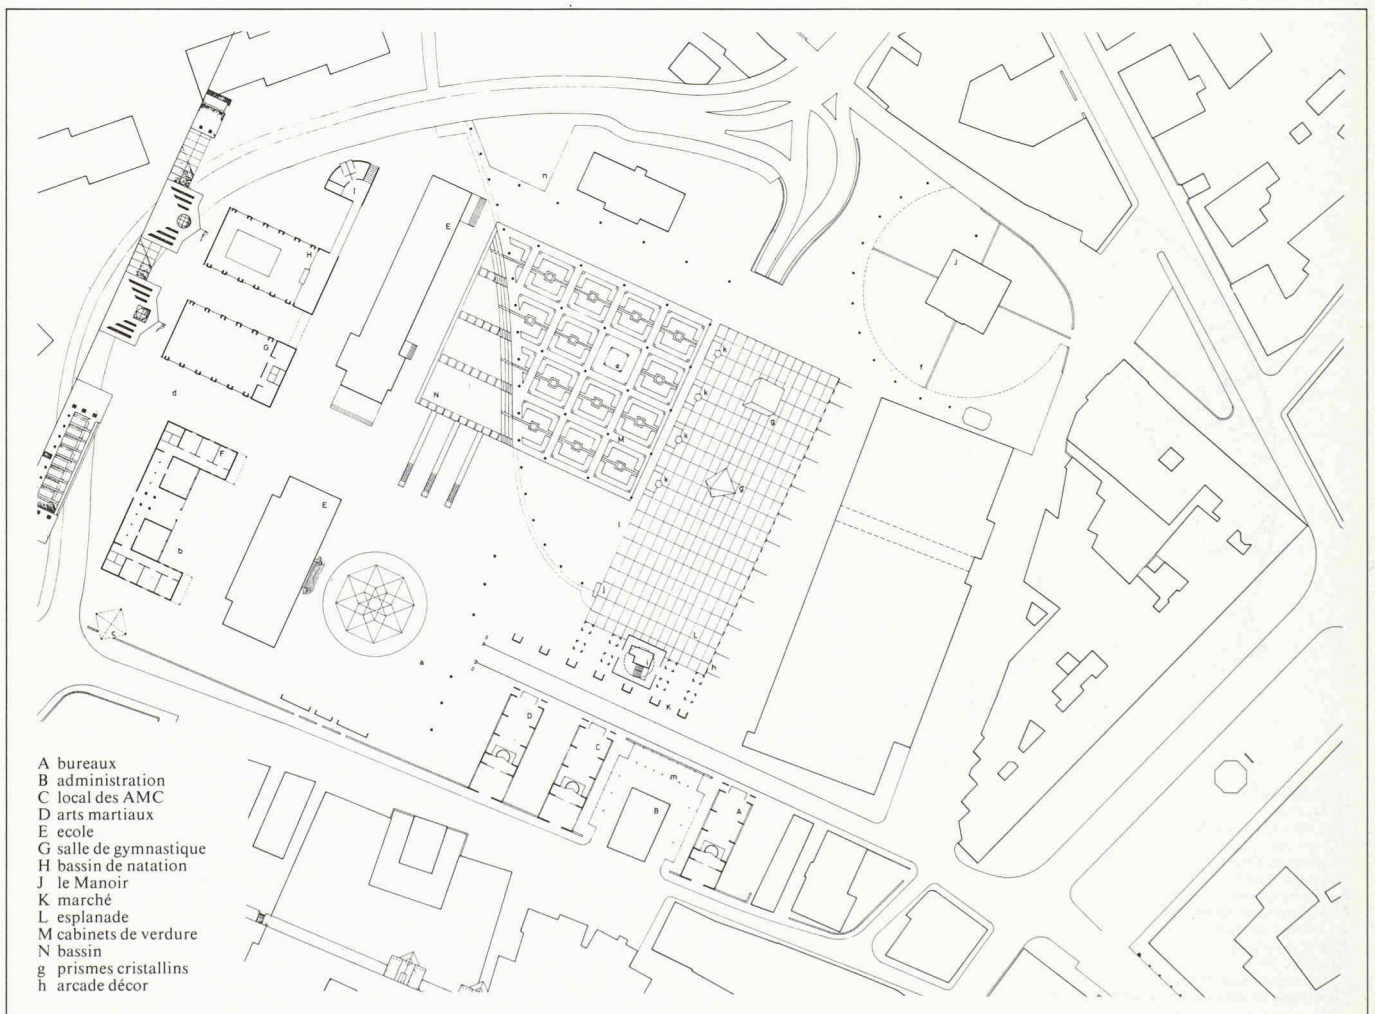 n
l
E
H
J
k
e
k
f
G
k
g
N
i
d
M
k
F
g
E
l
b
j
L
c
i
a
h
K
D
C
m
B
A
A bureaux
B administration
C local des AMC
D arts martiaux
E ecole
G salle de gymnastique
H bassin de natation
J le Manoir
K marché
L esplanade
M cabinets de verdure
N bassin
g prismes cristallins
h arcade décor